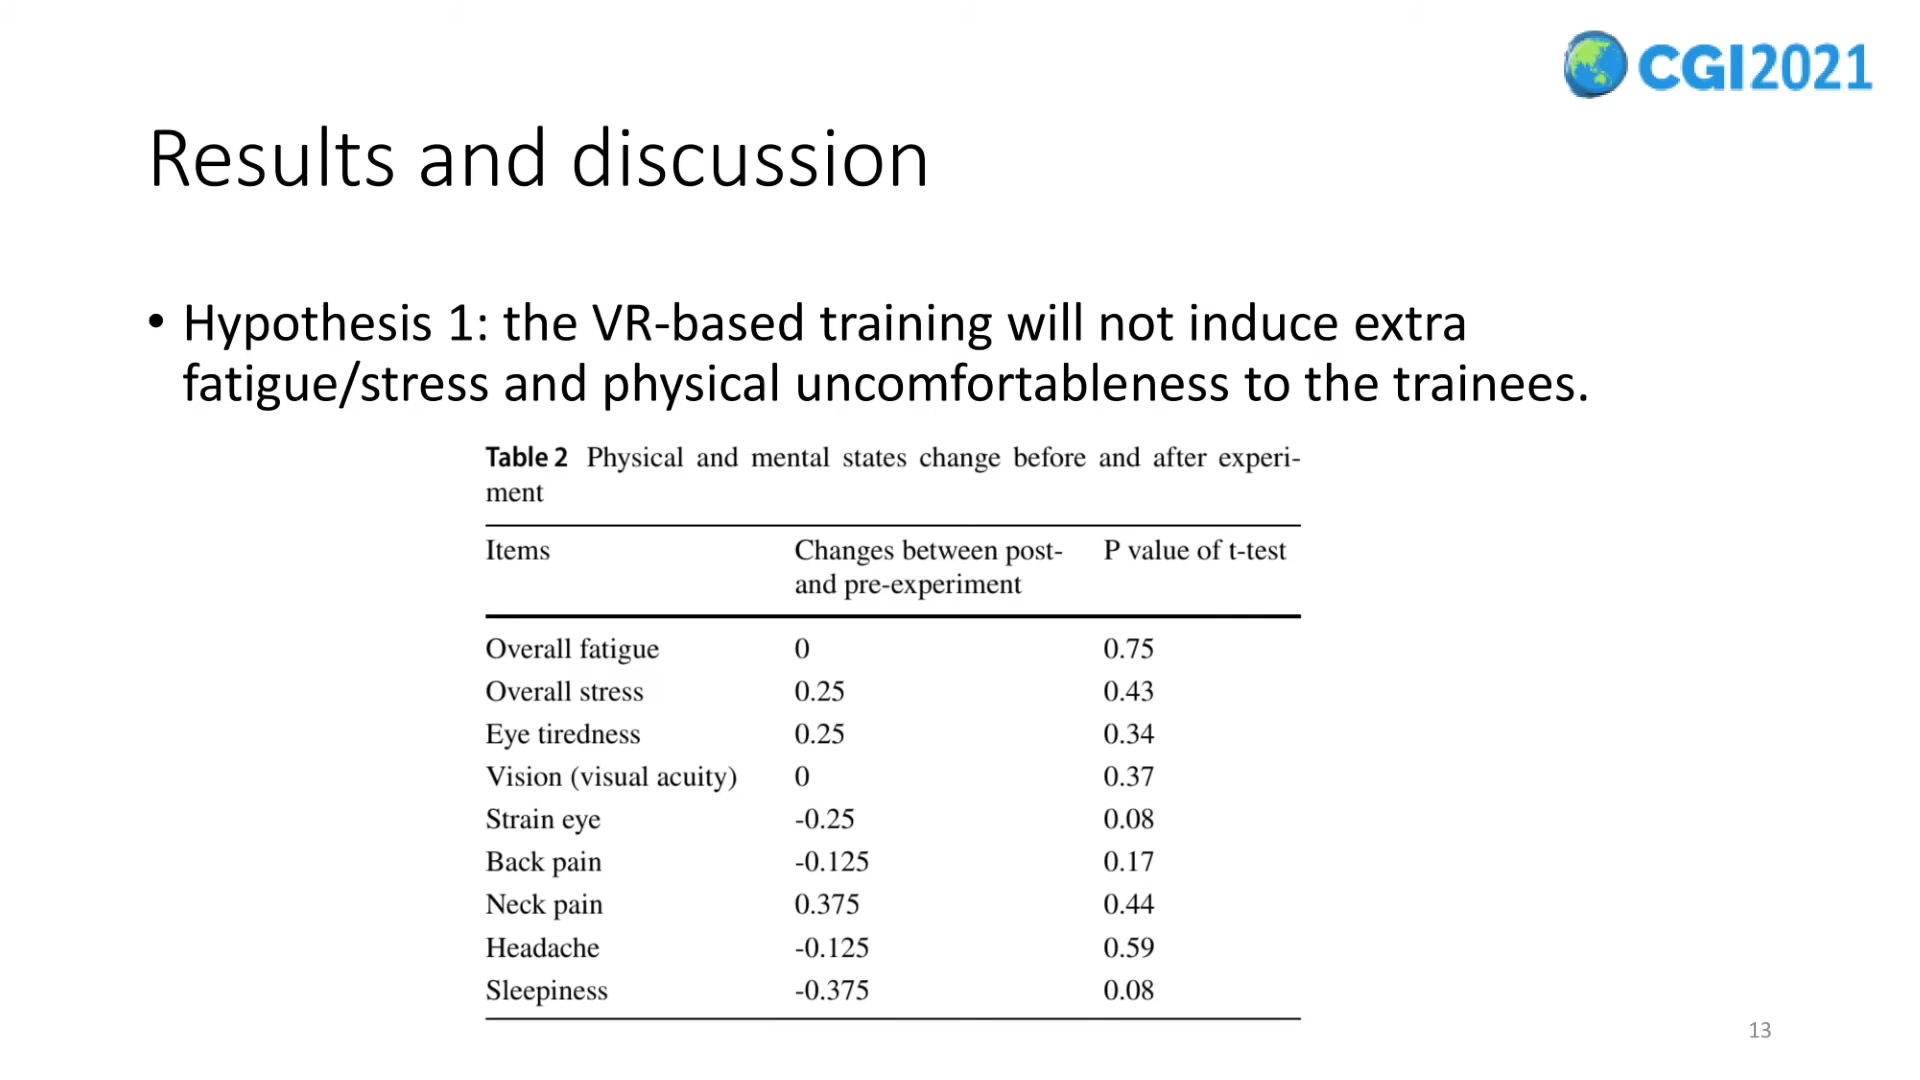 CGI2021
Results and discussion
• Hypothesis 1: the VR-based training will not induce extra
fatigue/stress and physical uncomfortableness to the trainees.
Table 2 Physical and mental states change before and after experi-
ment
Items Changes between post- P value of t-test
and pre-experiment
Overall fatigue 0 0.75
Overall stress 0.25 0.43
Eye tiredness 0.25 0.34
Vision (visual acuity) 0 0.37
Strain eye -0.25 0.08
Back pain -0.125 0.17
Neck pain 0.375 0.44
Headache -0.125 0.59
Sleepiness -0.375 0.08
13